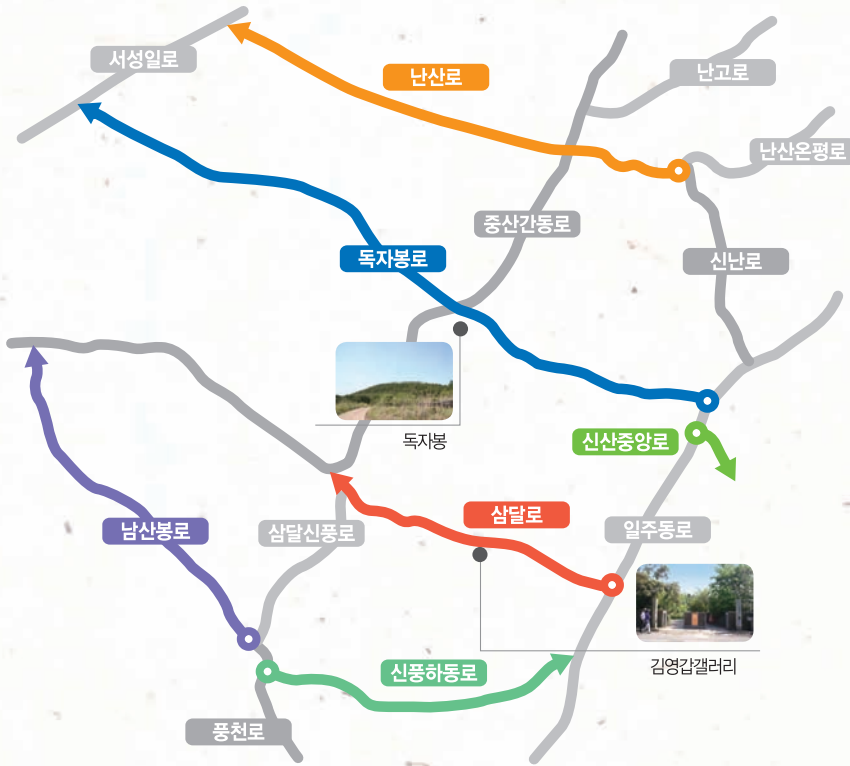 서성일로
난산로
난고로
난산온평로
중산간동로
독자봉로
신난로
독자봉
신산중앙로
삼달로
남산봉로
삼달신풍로
일주동로
김영갑갤러리
신풍하동로
풍천로